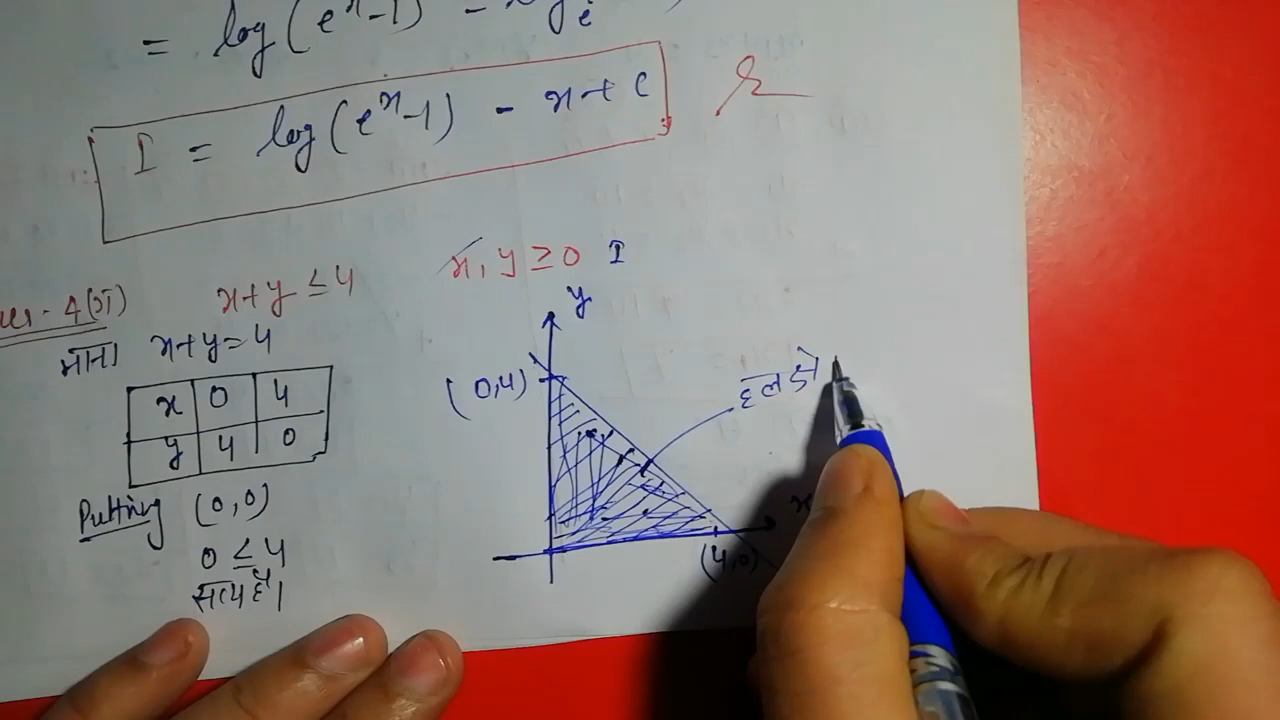 = log(eˣ-1) - log
I = log(eˣ-1) - x + C
x, y ≥ 0 I
4(अ) x+y ≤ 4
माना x+y=4
x 0 4
y 4 0
Putting (0,0)
0 ≤ 4
सत्य है।
y
(0,4)
हल क्षे
x
(4,0)